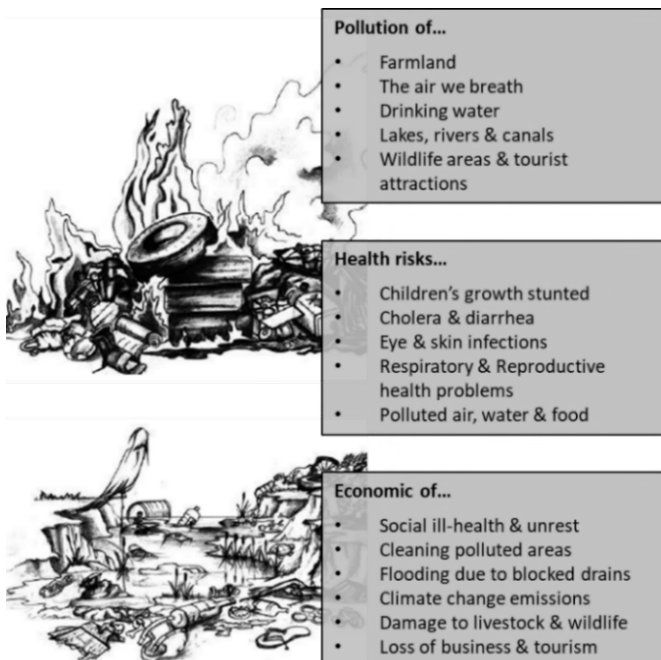 Pollution of...
• Farmland
• The air we breath
• Drinking water
• Lakes, rivers & canals
• Wildlife areas & tourist
attractions
Health risks...
• Children's growth stunted
• Cholera & diarrhea
• Eye & skin infections
• Respiratory & Reproductive
health problems
• Polluted air, water & food
Economic of...
• Social ill-health & unrest
• Cleaning polluted areas
• Flooding due to blocked drains
• Climate change emissions
• Damage to livestock & wildlife
• Loss of business & tourism